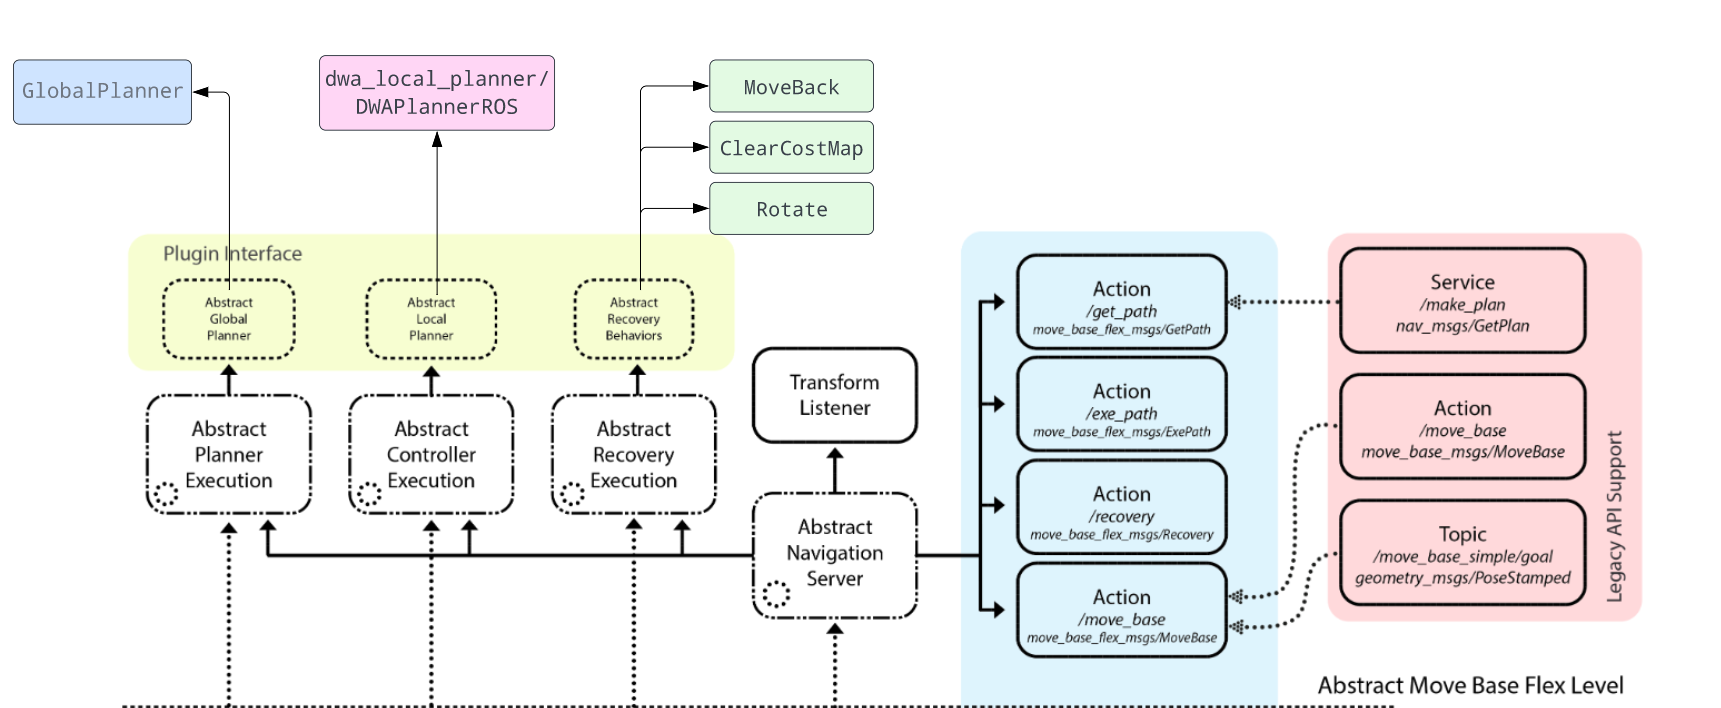 GlobalPlanner
dwa_local_planner/
DWAPlannerROS
MoveBack
ClearCostMap
Rotate
Plugin Interface
Abstract
Global
Planner
Abstract
Local
Planner
Abstract
Recovery
Behaviors
Abstract
Planner
Execution
Abstract
Controller
Execution
Abstract
Recovery
Execution
Transform
Listener
Abstract
Navigation
Server
Action
/get_path
move_base_flex_msgs/GetPath
Action
/exe_path
move_base_flex_msgs/ExePath
Action
/recovery
move_base_flex_msgs/Recovery
Action
/move_base
move_base_flex_msgs/MoveBase
Service
/make_plan
nav_msgs/GetPlan
Action
/move_base
move_base_msgs/MoveBase
Topic
/move_base_simple/goal
geometry_msgs/PoseStamped
Legacy API Support
Abstract Move Base Flex Level